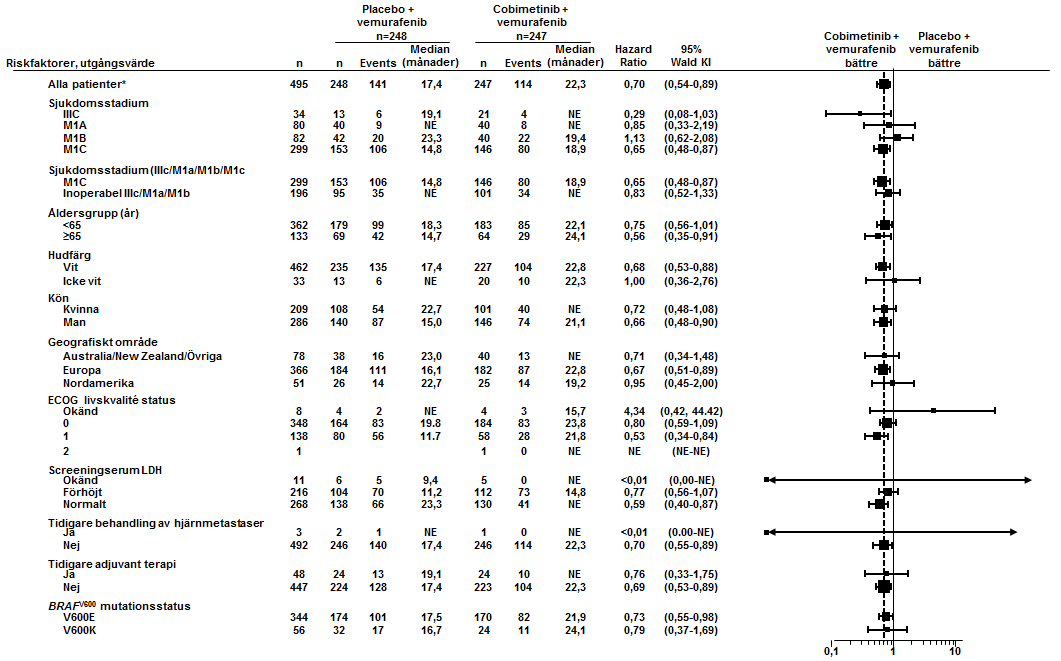 Placebo + Cobimetinib +
vemurafenib vemurafenib
n=248 n=247
Median Median Hazard 95% Cobimetinib + Placebo +
n Events (månader) n Events (månader) Ratio Wald KI vemurafenib vemurafenib
Riskfaktorer, utgångsvärde n bättre bättre
Alla patienter* 495 248 141 17,4 247 114 22,3 0,70 (0,54-0,89)
Sjukdomsstadium
IIIC 34 13 6 19,1 21 4 NE 0,29 (0,08-1,03)
M1A 80 40 9 NE 40 8 NE 0,85 (0,33-2,19)
M1B 82 42 20 23,3 40 22 19,4 1,13 (0,62-2,08)
M1C 299 153 106 14,8 146 80 18,9 0,65 (0,48-0,87)
Sjukdomsstadium (IIIc/M1a/M1b/M1c
M1C 299 153 106 14,8 146 80 18,9 0,65 (0,48-0,87)
Inoperabel IIIc/M1a/M1b 196 95 35 NE 101 34 NE 0,83 (0,52-1,33)
Åldersgrupp (år)
<65 362 179 99 18,3 183 85 22,1 0,75 (0,56-1,01)
≥65 133 69 42 14,7 64 29 24,1 0,56 (0,35-0,91)
Hudfärg
Vit 462 235 135 17,4 227 104 22,8 0,68 (0,53-0,88)
Icke vit 33 13 6 NE 20 10 22,3 1,00 (0,36-2,76)
Kön
Kvinna 209 108 54 22,7 101 40 NE 0,72 (0,48-1,08)
Man 286 140 87 15,0 146 74 21,1 0,66 (0,48-0,90)
Geografiskt område
Australia/New Zealand/Övriga 78 38 16 23,0 40 13 NE 0,71 (0,34-1,48)
Europa 366 184 111 16,1 182 87 22,8 0,67 (0,51-0,89)
Nordamerika 51 26 14 22,7 25 14 19,2 0,95 (0,45-2,00)
ECOG livskvalité status
Okänd 8 4 2 NE 4 3 15,7 4,34 (0,42, 44.42)
0 348 164 83 19.8 184 83 23,8 0,80 (0,59-1,09)
1 138 80 56 11.7 58 28 21,8 0,53 (0,34-0,84)
2 1 1 0 NE NE (NE-NE)
Screeningserum LDH
Okänd 11 6 5 9,4 5 0 NE <0,01 (0,00-NE)
Förhöjt 216 104 70 11,2 112 73 14,8 0,77 (0,56-1,07)
Normalt 268 138 66 23,3 130 41 NE 0,59 (0,40-0,87)
Tidigare behandling av hjärnmetastaser
Ja 3 2 1 NE 1 0 NE <0,01 (0.00-NE)
Nej 492 246 140 17,4 246 114 22,3 0,70 (0,55-0,89)
Tidigare adjuvant terapi
Ja 48 24 13 19,1 24 10 NE 0,76 (0,33-1,75)
Nej 447 224 128 17,4 223 104 22,3 0,69 (0,53-0,89)
BRAFV600 mutationsstatus
V600E 344 174 101 17,5 170 82 21,9 0,73 (0,55-0,98)
V600K 56 32 17 16,7 24 11 24,1 0,79 (0,37-1,69)
0,1 1 10